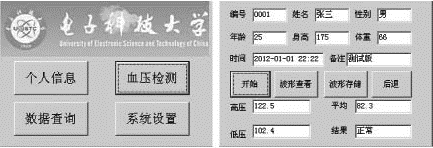 电子科技大学
University of Electronic Science and Technology of China
个人信息 血压检测
数据查询 系统设置
编号 0001 姓名 张三 性别 男
年龄 25 身高 175 体重 66
时间 2012-01-01 22:22 备注 测试版
开始 波形查看 波形存储 后退
高压 122.5 平均 82.3
低压 102.4 结果 正常